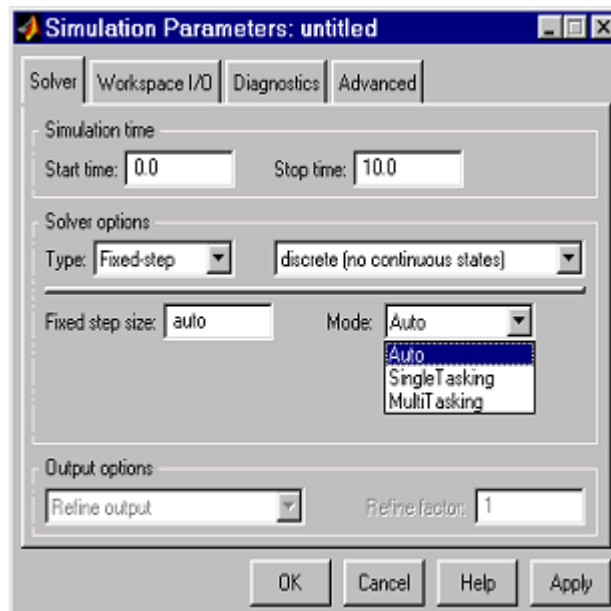 Simulation Parameters: untitled
Solver Workspace I/O Diagnostics Advanced
Simulation time
Start time: 0.0 Stop time: 10.0
Solver options
Type: Fixed-step discrete (no continuous states)
Fixed step size: auto Mode: Auto
Auto
SingleTasking
MultiTasking
Output options
Refine output Refine factor: 1
OK Cancel Help Apply